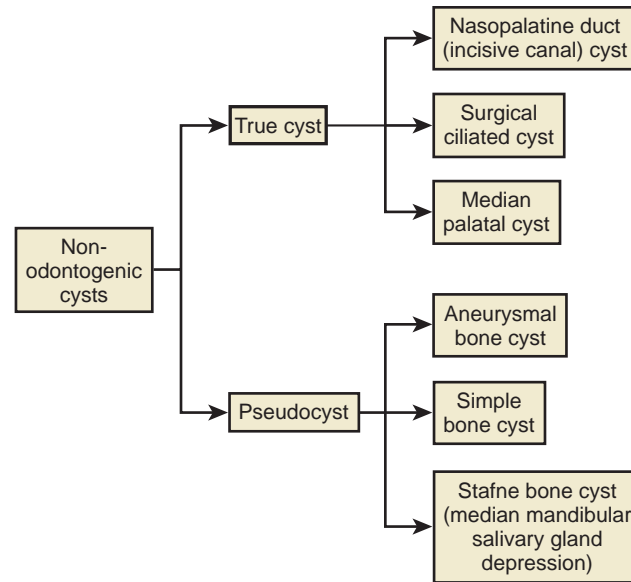 Non-
odontogenic
cysts
True cyst
Nasopalatine duct
(incisive canal) cyst
Surgical
ciliated cyst
Median
palatal cyst
Pseudocyst
Aneurysmal
bone cyst
Simple
bone cyst
Stafne bone cyst
(median mandibular
salivary gland
depression)